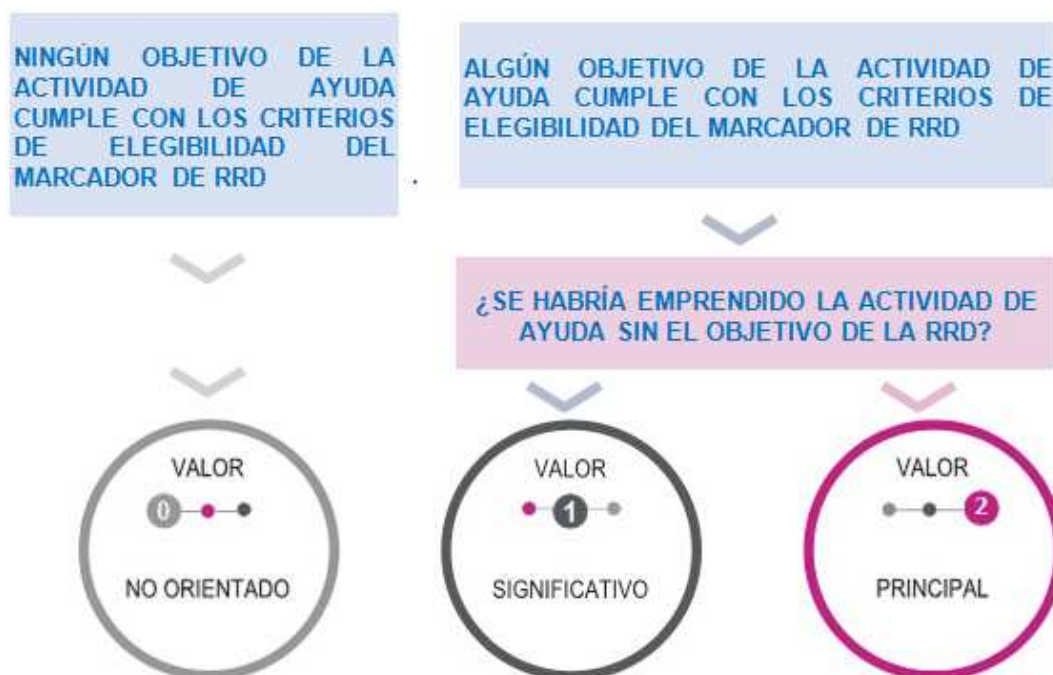 NINGÚN OBJETIVO DE LA
ACTIVIDAD DE AYUDA
CUMPLE CON LOS CRITERIOS
DE ELEGIBILIDAD DEL
MARCADOR DE RRD
.
ALGÚN OBJETIVO DE LA ACTIVIDAD DE
AYUDA CUMPLE CON LOS CRITERIOS DE
ELEGIBILIDAD DEL MARCADOR DE RRD
¿SE HABRÍA EMPRENDIDO LA ACTIVIDAD DE
AYUDA SIN EL OBJETIVO DE LA RRD?
VALOR
0
NO ORIENTADO
VALOR
1
SIGNIFICATIVO
VALOR
2
PRINCIPAL